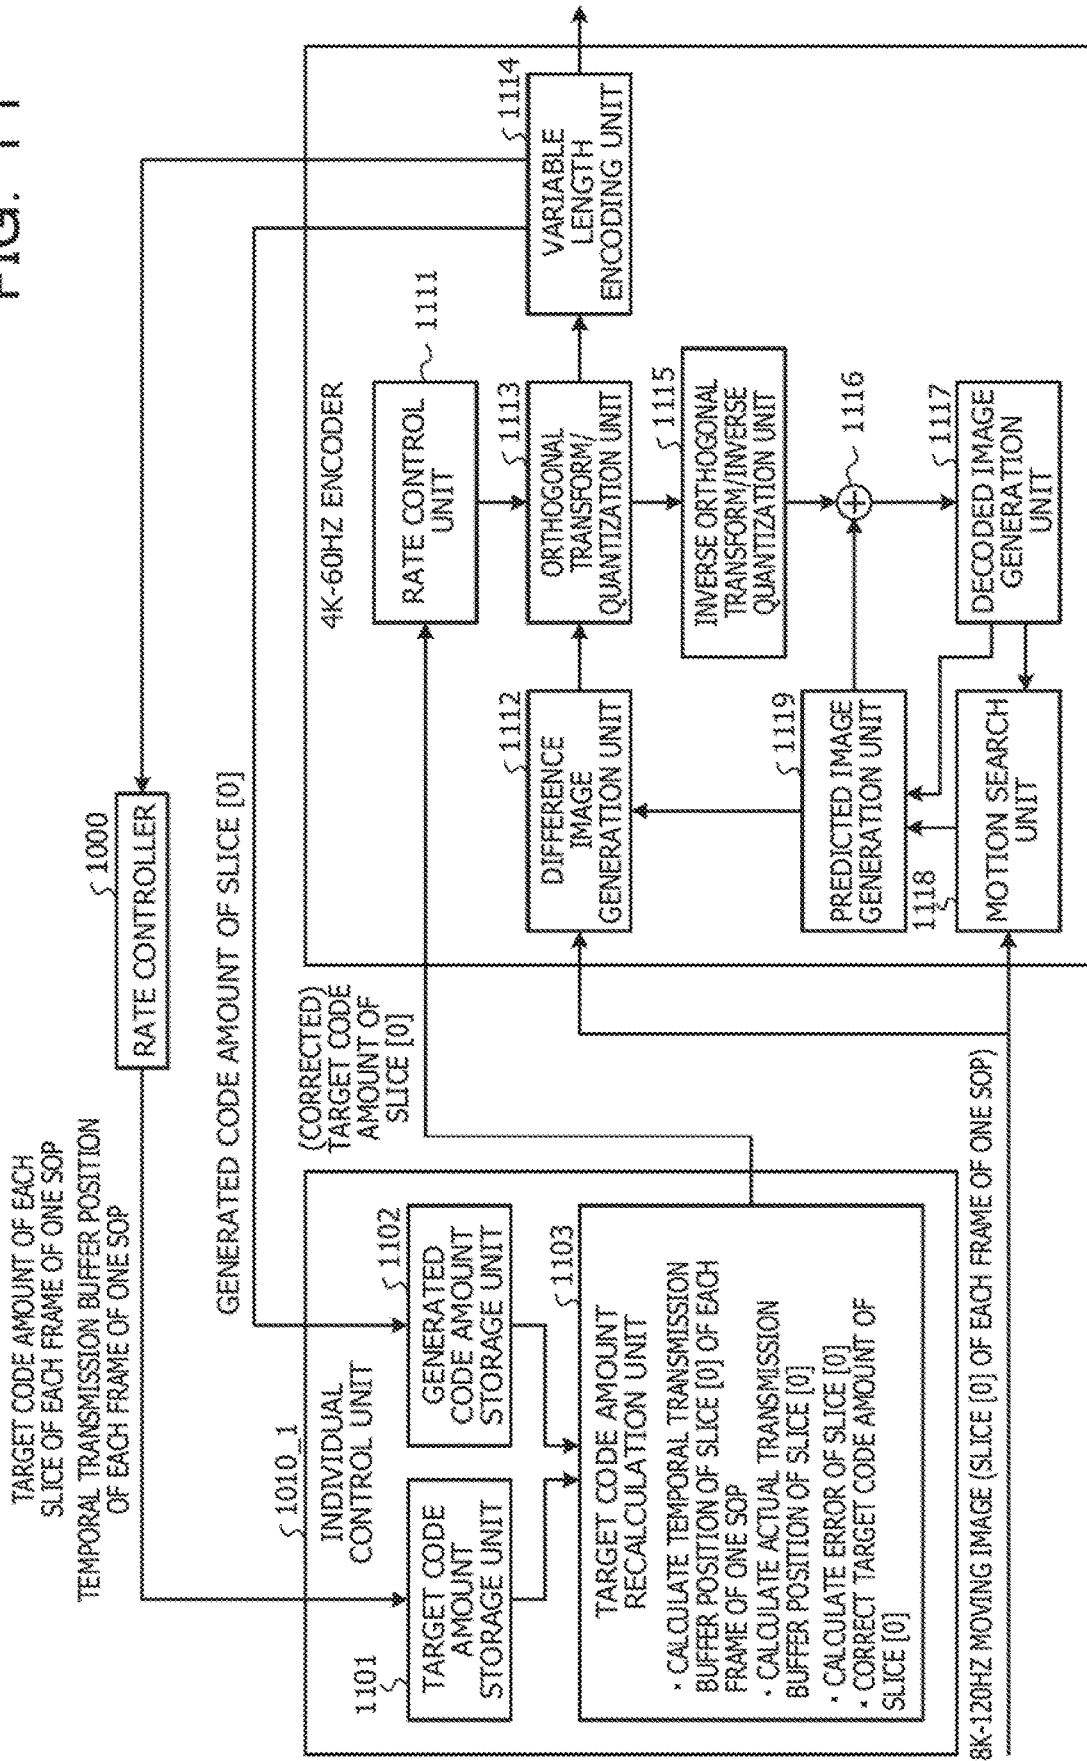 FIG. 11
TARGET CODE AMOUNT OF EACH
SLICE OF EACH FRAME OF ONE SOP
TEMPORAL TRANSMISSION BUFFER POSITION
OF EACH FRAME OF ONE SOP
1000
RATE CONTROLLER
GENERATED CODE AMOUNT OF SLICE [0]
1010_1
INDIVIDUAL
CONTROL UNIT
1101
TARGET CODE
AMOUNT
STORAGE UNIT
1102
GENERATED
CODE AMOUNT
STORAGE UNIT
1103
TARGET CODE AMOUNT
RECALCULATION UNIT
・CALCULATE TEMPORAL TRANSMISSION
BUFFER POSITION OF SLICE [0] OF EACH
FRAME OF ONE SOP
・CALCULATE ACTUAL TRANSMISSION
BUFFER POSITION OF SLICE [0]
・CALCULATE ERROR OF SLICE [0]
・CORRECT TARGET CODE AMOUNT OF
SLICE [0]
(CORRECTED)
TARGET CODE
AMOUNT OF
SLICE [0]
8K-120HZ MOVING IMAGE (SLICE [0] OF EACH FRAME OF ONE SOP)
4K-60HZ ENCODER
RATE CONTROL
UNIT
1111
1112
DIFFERENCE
IMAGE
GENERATION UNIT
1113
ORTHOGONAL
TRANSFORM/
QUANTIZATION UNIT
1114
VARIABLE
LENGTH
ENCODING UNIT
1115
INVERSE ORTHOGONAL
TRANSFORM/INVERSE
QUANTIZATION UNIT
1116
1119
PREDICTED IMAGE
GENERATION UNIT
1117
DECODED IMAGE
GENERATION
UNIT
1118
MOTION SEARCH
UNIT